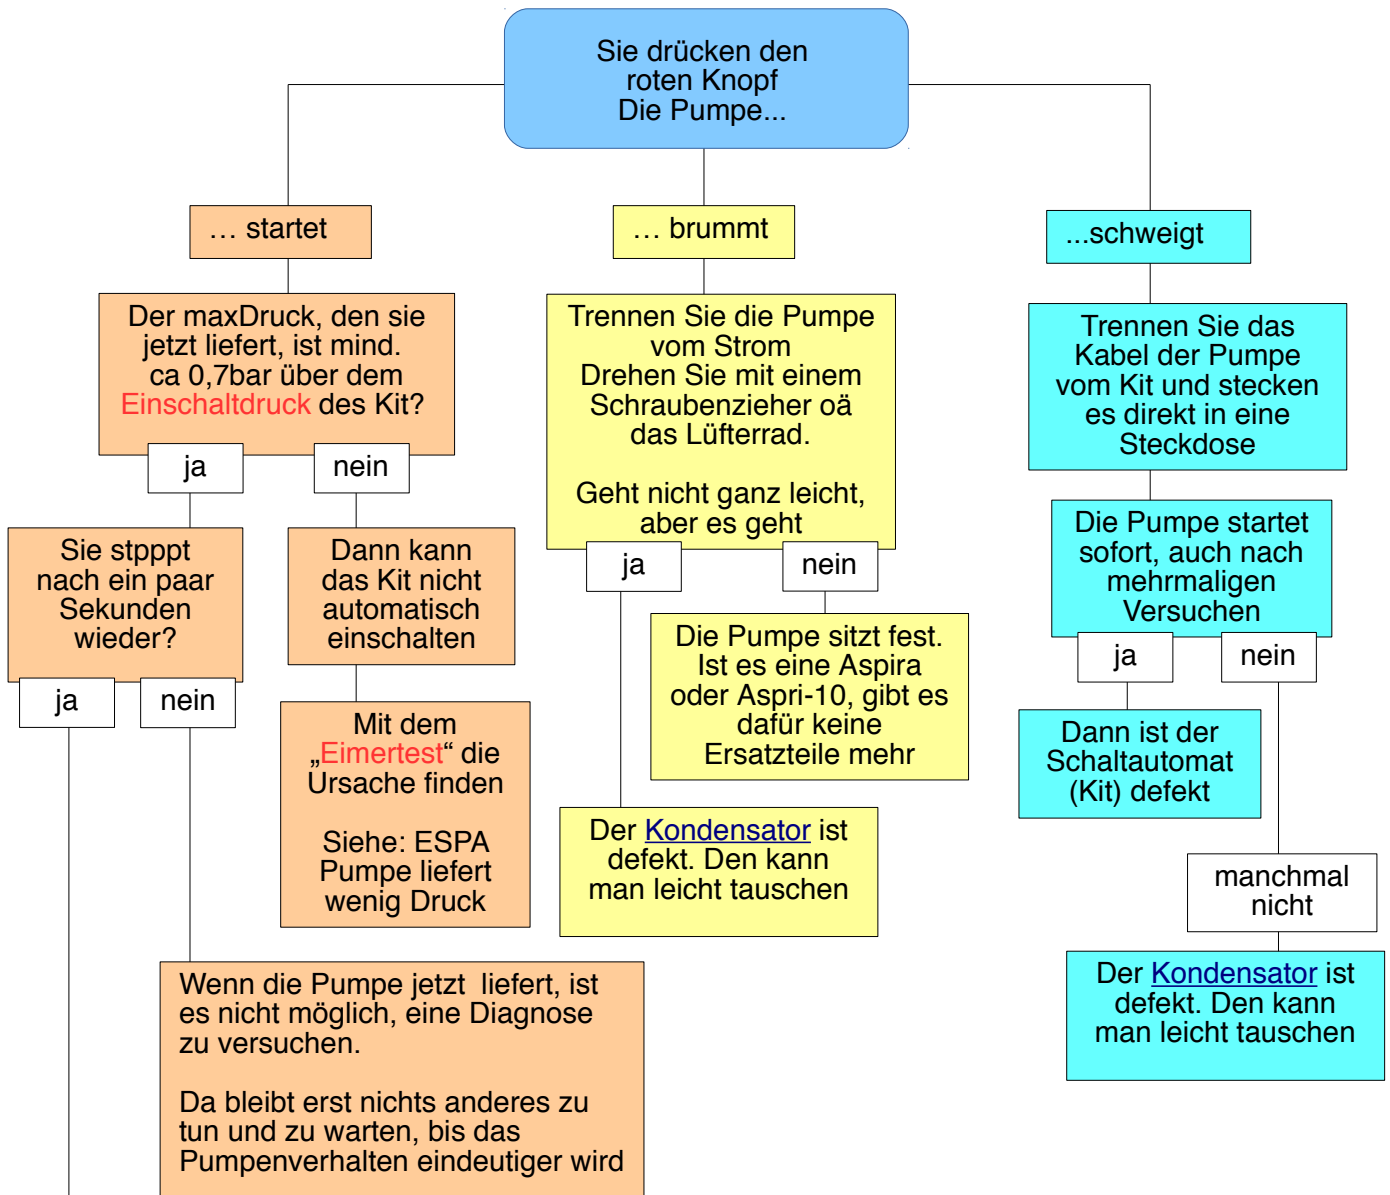 Sie drücken den
roten Knopf
Die Pumpe...
… startet
… brummt
...schweigt
Der maxDruck, den sie
jetzt liefert, ist mind.
ca 0,7bar über dem
Einschaltdruck des Kit?
ja
nein
Sie stpppt
nach ein paar
Sekunden
wieder?
ja
nein
Dann kann
das Kit nicht
automatisch
einschalten
Mit dem
„Eimertest“ die
Ursache finden
Siehe: ESPA
Pumpe liefert
wenig Druck
Wenn die Pumpe jetzt  liefert, ist
es nicht möglich, eine Diagnose
zu versuchen.
Da bleibt erst nichts anderes zu
tun und zu warten, bis das
Pumpenverhalten eindeutiger wird
Trennen Sie die Pumpe
vom Strom
Drehen Sie mit einem
Schraubenzieher oä
das Lüfterrad.
Geht nicht ganz leicht,
aber es geht
ja
nein
Die Pumpe sitzt fest.
Ist es eine Aspira
oder Aspri-10, gibt es
dafür keine
Ersatzteile mehr
Der Kondensator ist
defekt. Den kann
man leicht tauschen
Trennen Sie das
Kabel der Pumpe
vom Kit und stecken
es direkt in eine
Steckdose
Die Pumpe startet
sofort, auch nach
mehrmaligen
Versuchen
ja
nein
Dann ist der
Schaltautomat
(Kit) defekt
manchmal
nicht
Der Kondensator ist
defekt. Den kann
man leicht tauschen